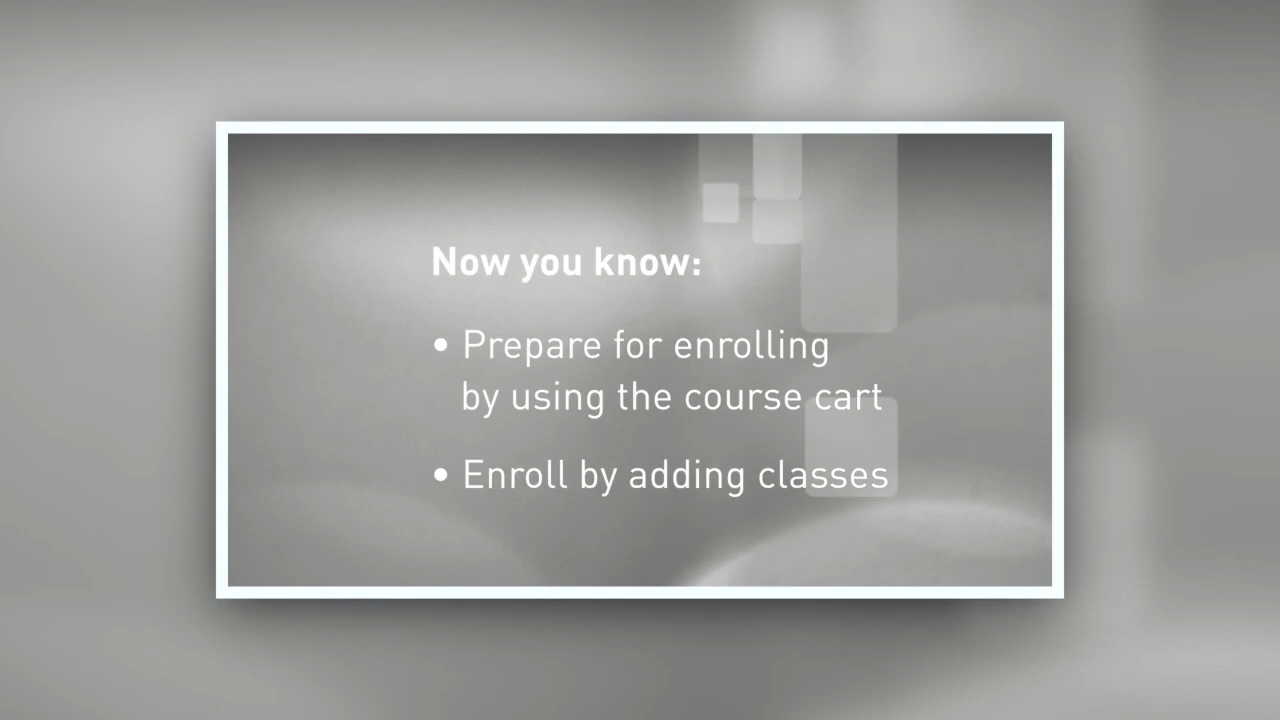 Now you know:
• Prepare for enrolling
by using the course cart
• Enroll by adding classes